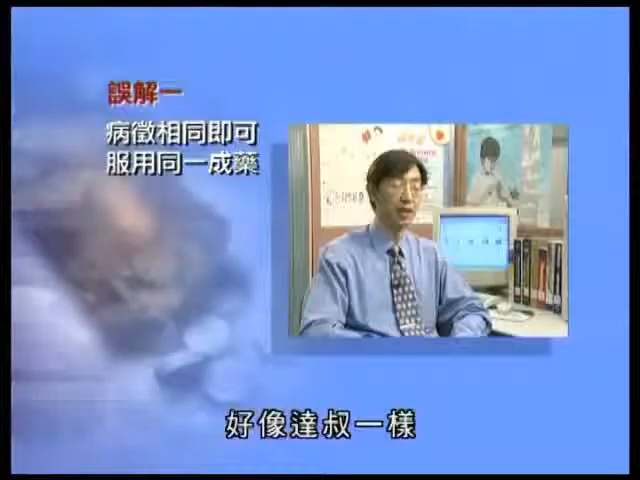 誤解一
病徵相同即可
服用同一成藥
好像達叔一樣